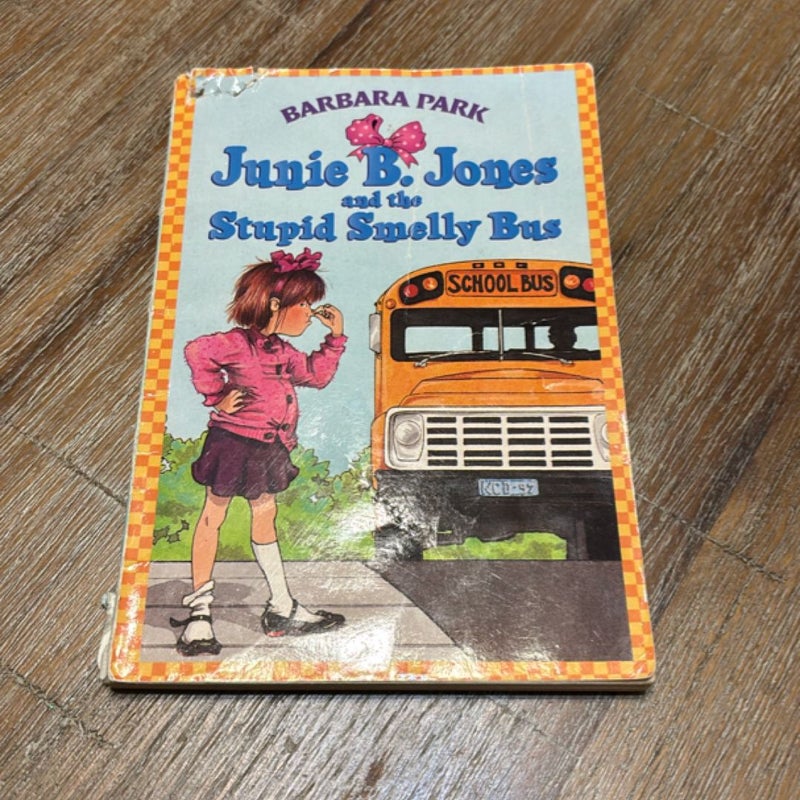 BARBARA PARK
Junie B. Jones
and the
Stupid Smelly Bus
SCHOOL BUS